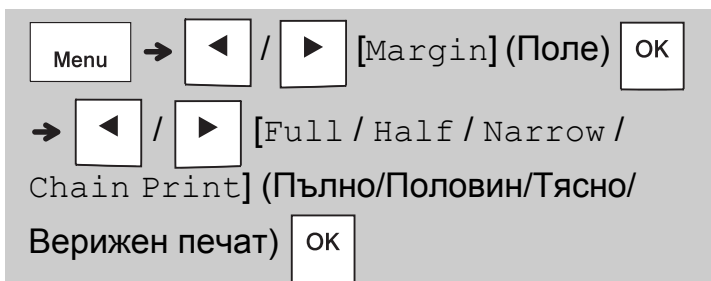 Menu → ◀ / ▶ [Margin] (Поле) OK
→ ◀ / ▶ [Full / Half / Narrow /
Chain Print] (Пълно/Половин/Тясно/
Верижен печат) OK